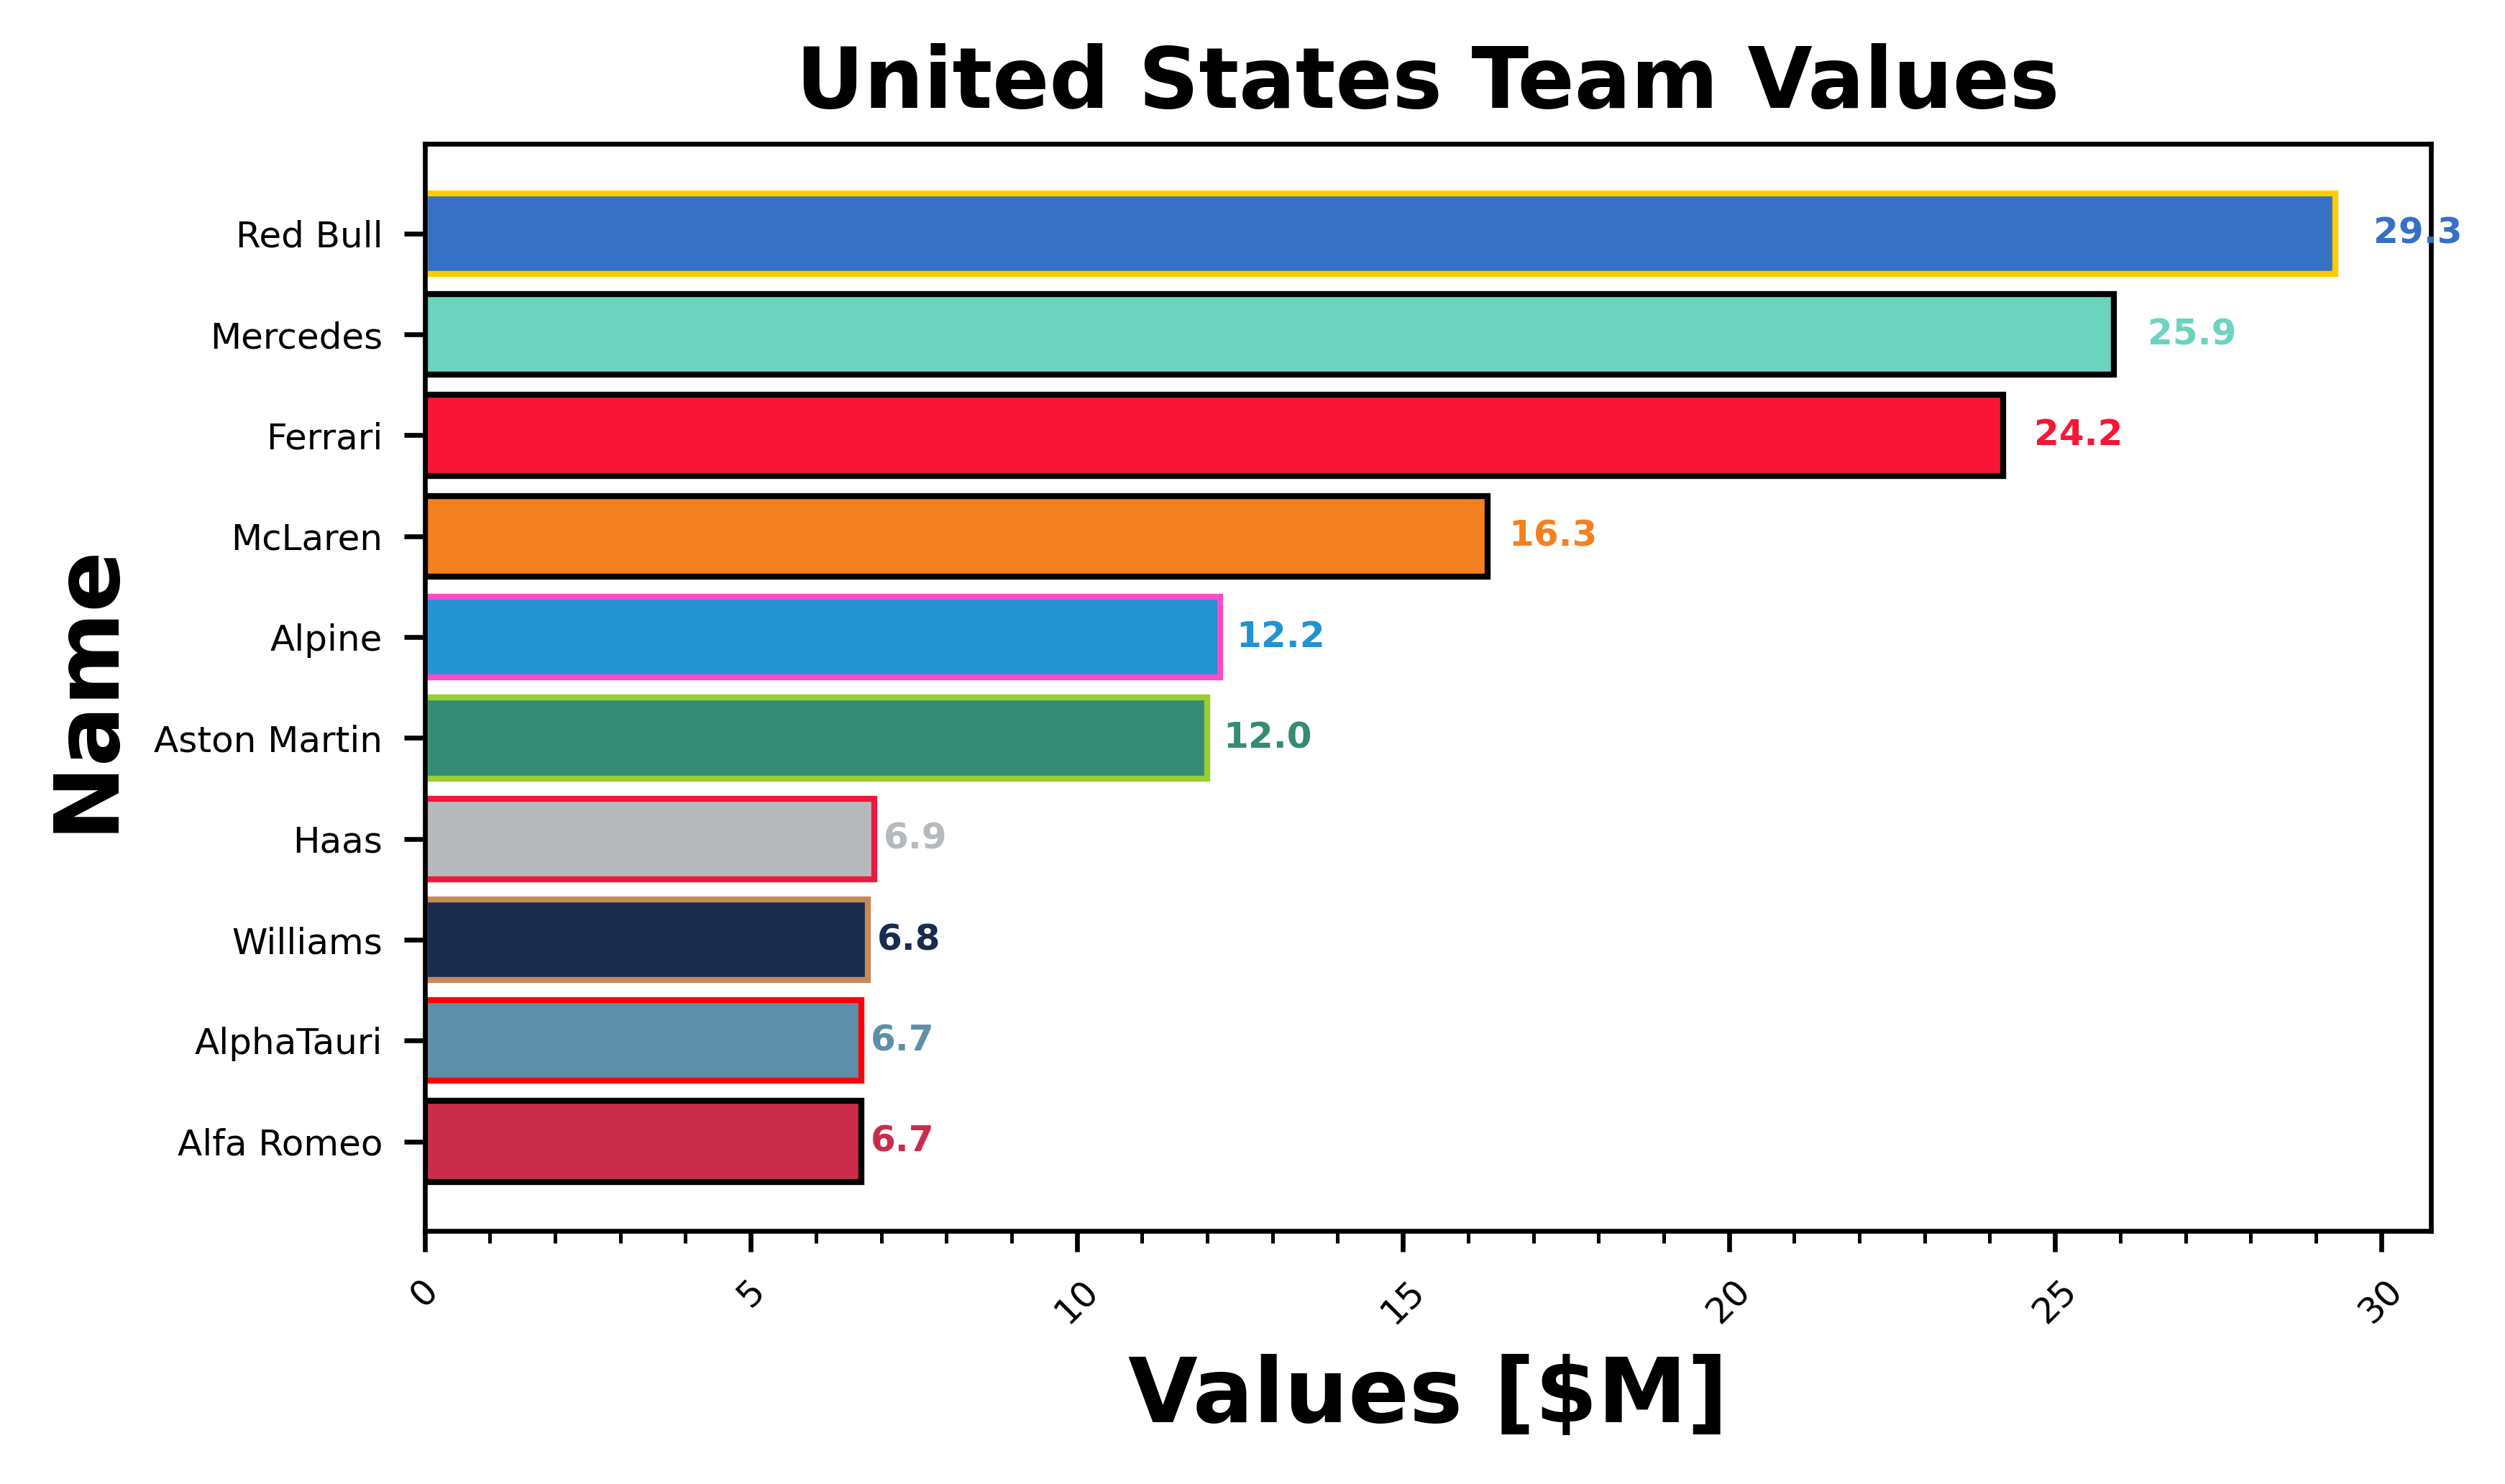 United States Team Values
Name
Red Bull 29.3
Mercedes 25.9
Ferrari 24.2
McLaren 16.3
Alpine 12.2
Aston Martin 12.0
Haas 6.9
Williams 6.8
AlphaTauri 6.7
Alfa Romeo 6.7
0 5 10 15 20 25 30
Values [$M]